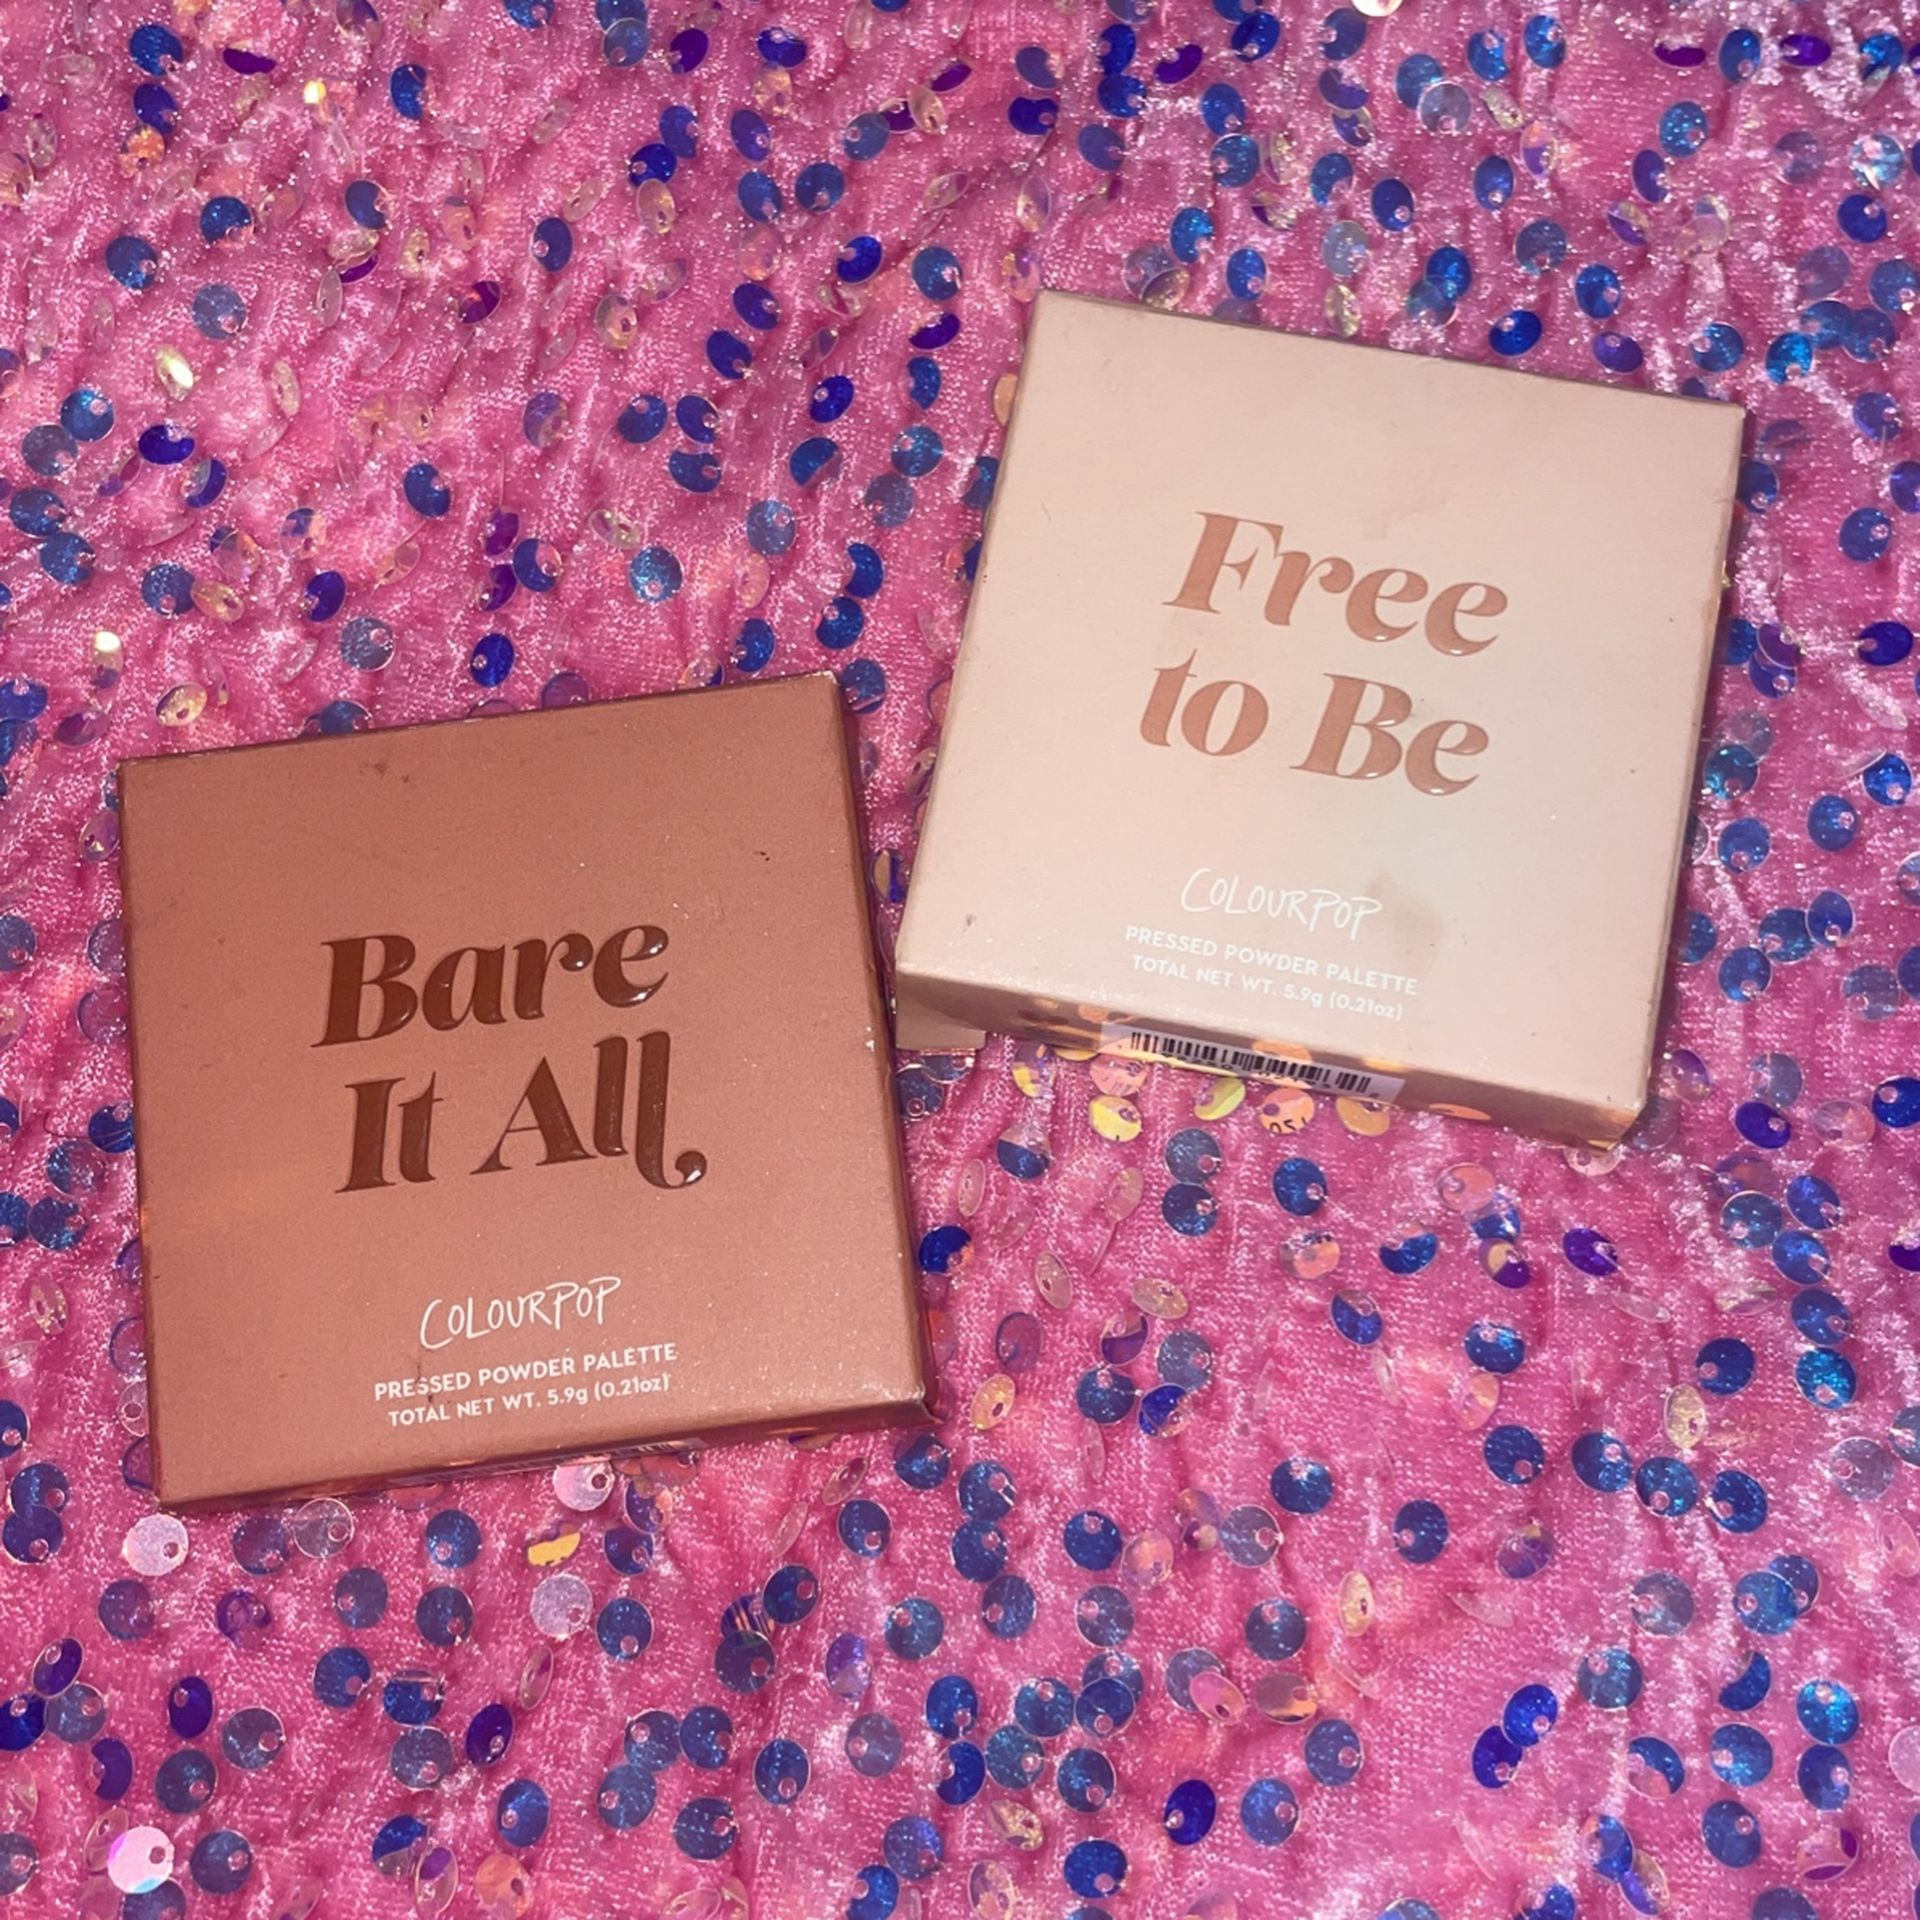 Free
to Be
COLOURPOP
PRESSED POWDER PALETTE
TOTAL NET WT. 5.9g (0.21oz)
Bare
It All
COLOURPOP
PRESSED POWDER PALETTE
TOTAL NET WT. 5.9g (0.21oz)